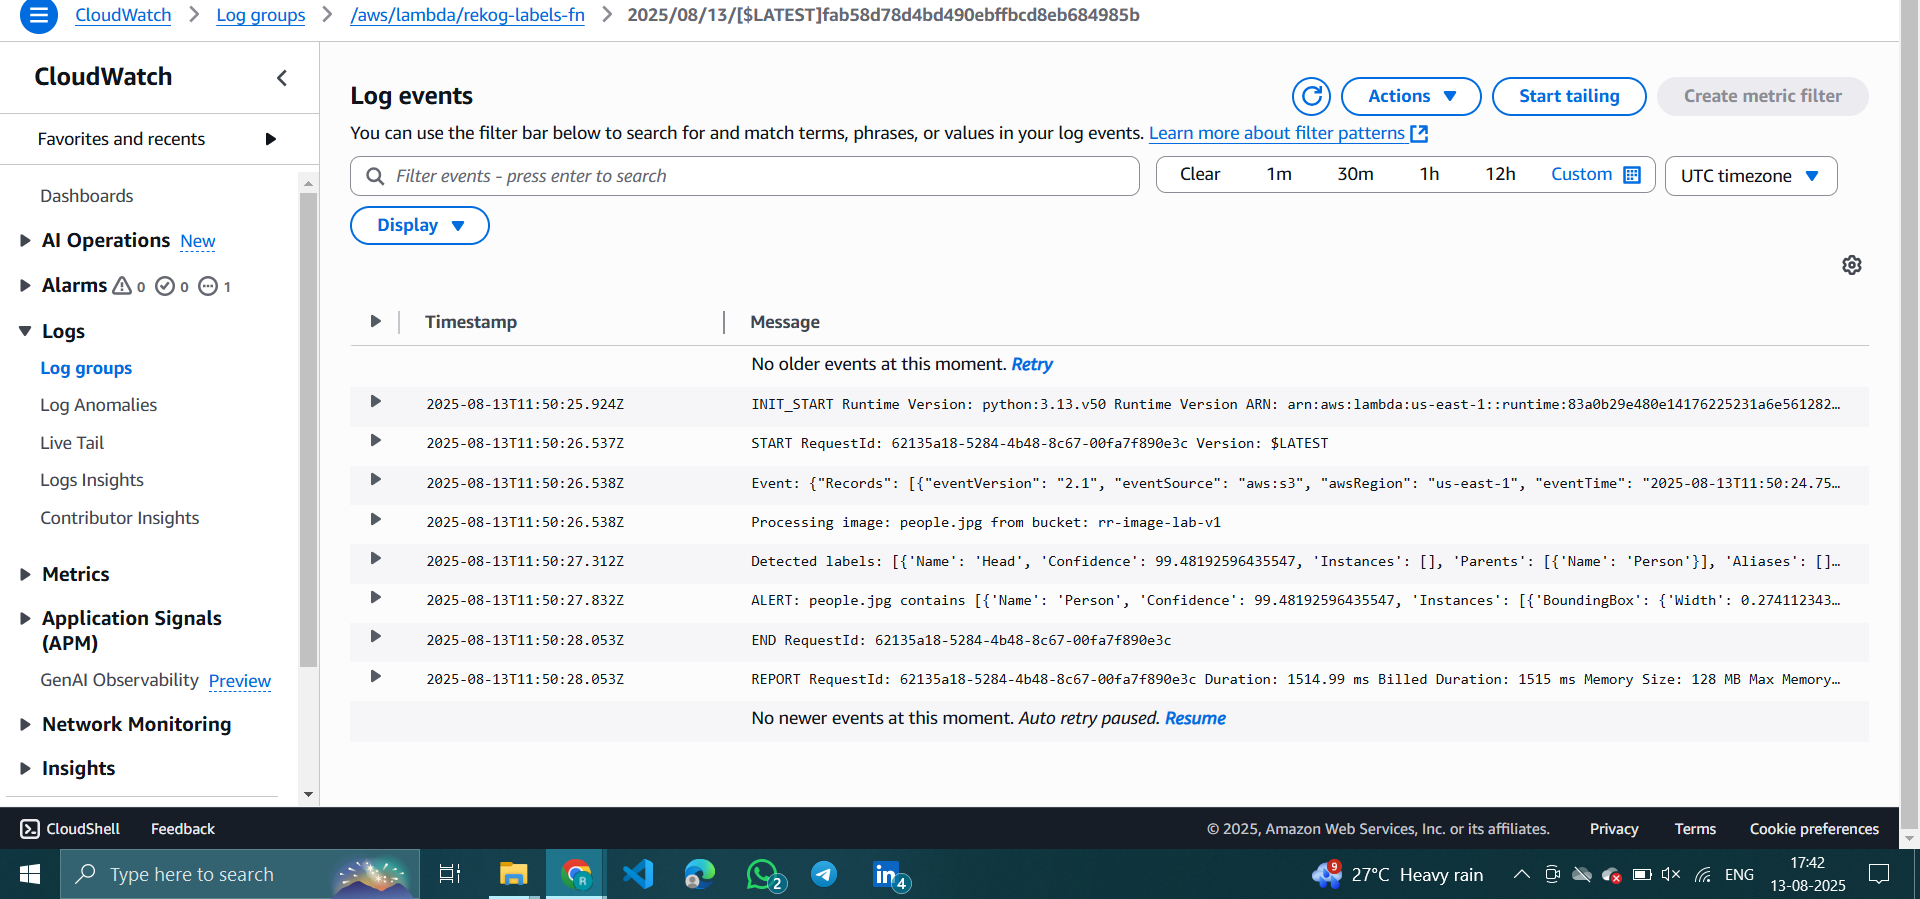 CloudWatch > Log groups > /aws/lambda/rekog-labels-fn > 2025/08/13/[$LATEST]fab58d78d4bd490ebffbcd8eb684985b
CloudWatch
Favorites and recents
Dashboards
AI Operations New
Alarms 0 0 1
Logs
Log groups
Log Anomalies
Live Tail
Logs Insights
Contributor Insights
Metrics
Application Signals
(APM)
GenAI Observability Preview
Network Monitoring
Insights
Log events
Actions
Start tailing
Create metric filter
You can use the filter bar below to search for and match terms, phrases, or values in your log events. Learn more about filter patterns
Filter events - press enter to search
Clear 1m 30m 1h 12h Custom
UTC timezone
Display
Timestamp Message
No older events at this moment. Retry
2025-08-13T11:50:25.924Z INIT_START Runtime Version: python:3.13.v50 Runtime Version ARN: arn:aws:lambda:us-east-1::runtime:83a0b29e480e14176225231a6e561282…
2025-08-13T11:50:26.537Z START RequestId: 62135a18-5284-4b48-8c67-00fa7f890e3c Version: $LATEST
2025-08-13T11:50:26.538Z Event: {"Records": [{"eventVersion": "2.1", "eventSource": "aws:s3", "awsRegion": "us-east-1", "eventTime": "2025-08-13T11:50:24.75…
2025-08-13T11:50:26.538Z Processing image: people.jpg from bucket: rr-image-lab-v1
2025-08-13T11:50:27.312Z Detected labels: [{'Name': 'Head', 'Confidence': 99.48192596435547, 'Instances': [], 'Parents': [{'Name': 'Person'}], 'Aliases': []…
2025-08-13T11:50:27.832Z ALERT: people.jpg contains [{'Name': 'Person', 'Confidence': 99.48192596435547, 'Instances': [{'BoundingBox': {'Width': 0.274112343…
2025-08-13T11:50:28.053Z END RequestId: 62135a18-5284-4b48-8c67-00fa7f890e3c
2025-08-13T11:50:28.053Z REPORT RequestId: 62135a18-5284-4b48-8c67-00fa7f890e3c Duration: 1514.99 ms Billed Duration: 1515 ms Memory Size: 128 MB Max Memory…
No newer events at this moment. Auto retry paused. Resume
CloudShell Feedback © 2025, Amazon Web Services, Inc. or its affiliates. Privacy Terms Cookie preferences
Type here to search
R
2
in 4
9
27°C Heavy rain
ENG
17:42
13-08-2025